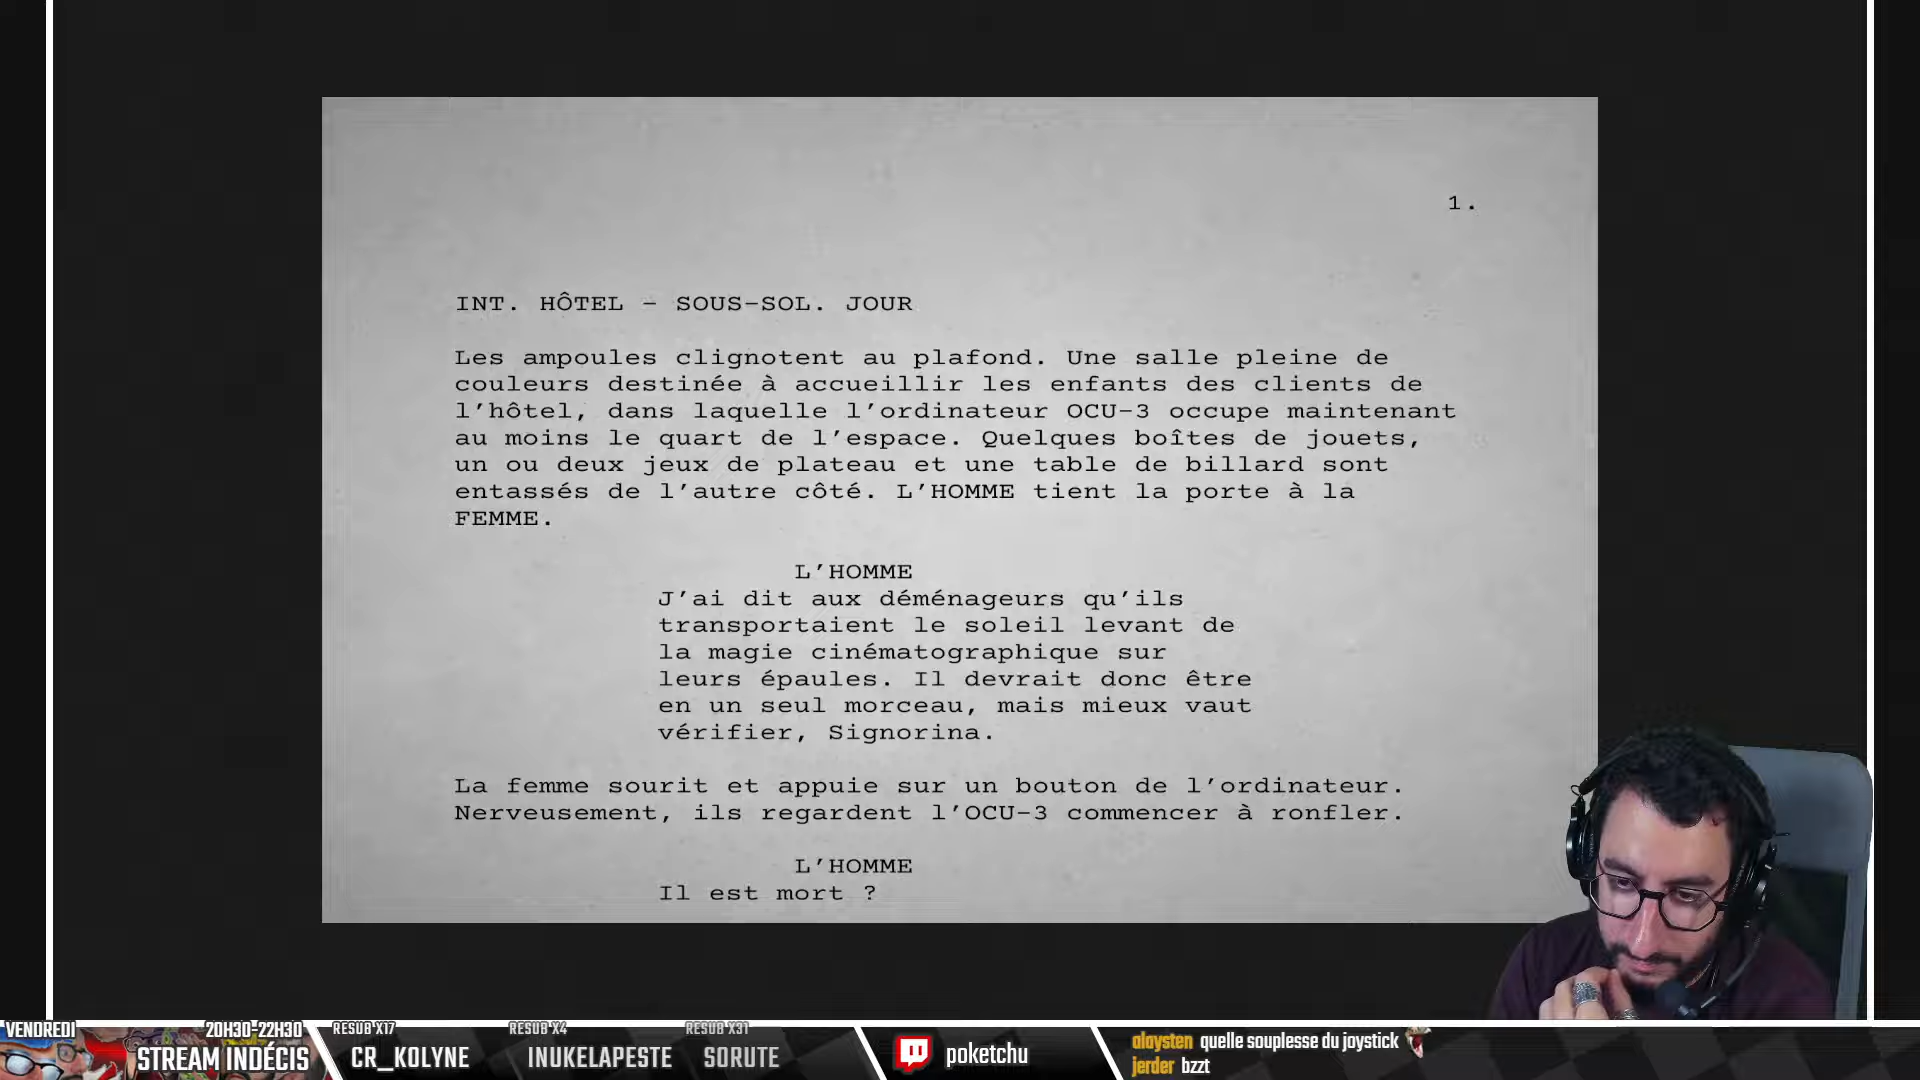 1.
INT. HÔTEL – SOUS-SOL. JOUR
Les ampoules clignotent au plafond. Une salle pleine de
couleurs destinée à accueillir les enfants des clients de
l'hôtel, dans laquelle l'ordinateur OCU-3 occupe maintenant
au moins le quart de l'espace. Quelques boîtes de jouets,
un ou deux jeux de plateau et une table de billard sont
entassés de l'autre côté. L'HOMME tient la porte à la
FEMME.
L'HOMME
J'ai dit aux déménageurs qu'ils
transportaient le soleil levant de
la magie cinématographique sur
leurs épaules. Il devrait donc être
en un seul morceau, mais mieux vaut
vérifier, Signorina.
La femme sourit et appuie sur un bouton de l'ordinateur.
Nerveusement, ils regardent l'OCU-3 commencer à ronfler.
L'HOMME
Il est mort ?
VENDREDI 20H30-22H30
STREAM INDÉCIS
RESUB X17
CR_KOLYNE
RESUB X4
INUKELAPESTE
RESUB X31
SORUTE
poketchu
aloysten quelle souplesse du joystick
jerder bzzt